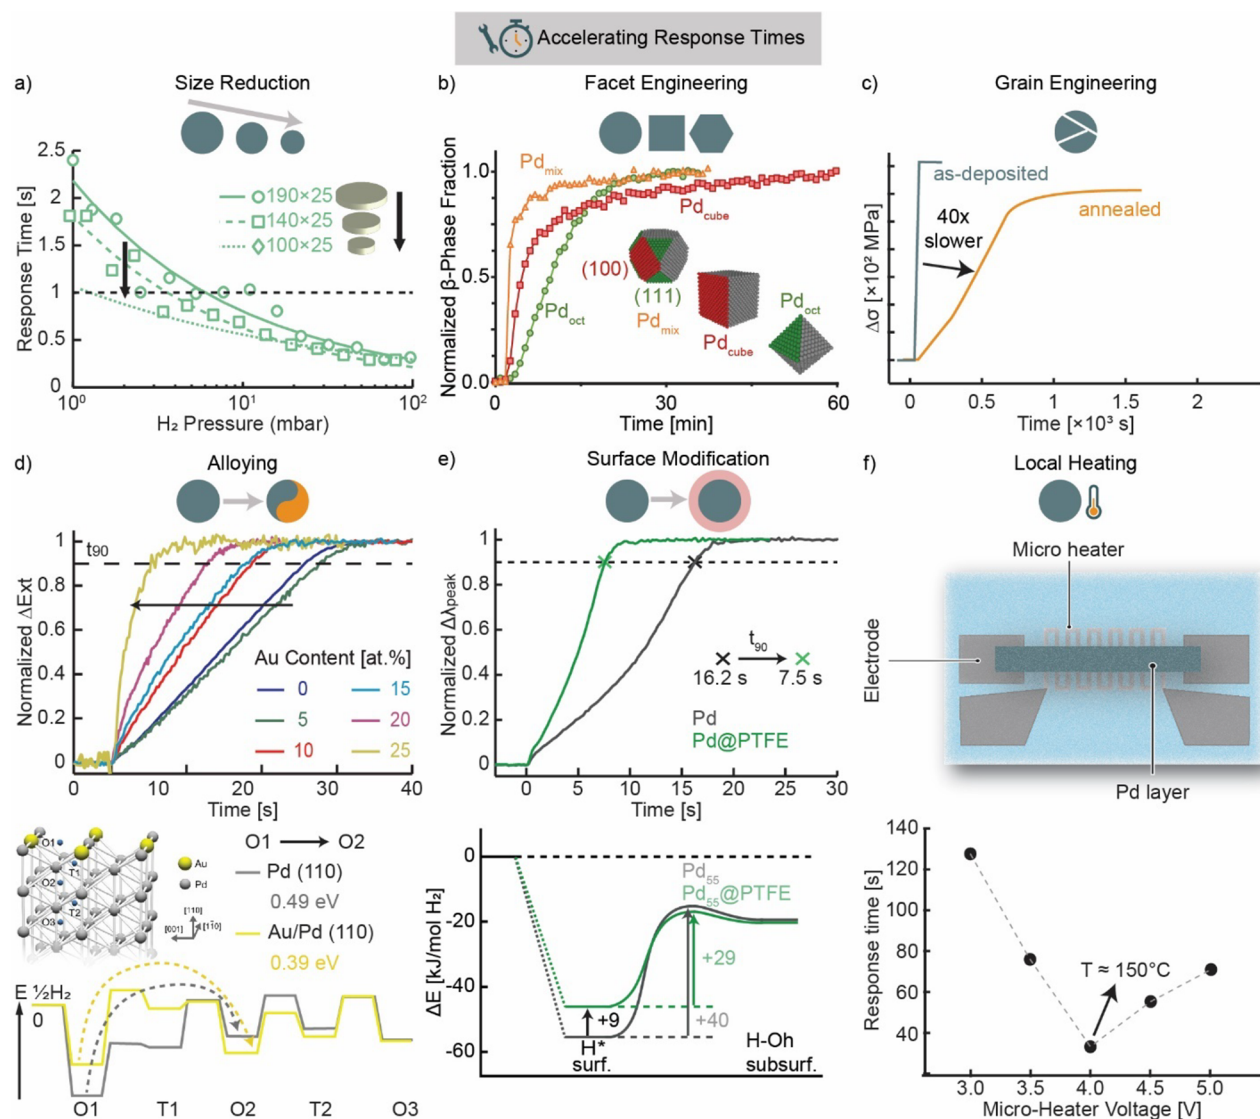 Accelerating Response Times
a)
Size Reduction
2.5
2
1.5
1
0.5
0
Response Time [s]
190×25
140×25
100×25
10⁰
10¹
10²
H₂ Pressure (mbar)
b)
Facet Engineering
Normalized β-Phase Fraction
1.0
0.5
0.0
Pd_mix
Pd_cube
Pd_oct
(100)
(111)
Pd_mix
Pd_cube
Pd_oct
0
15
30
60
Time [min]
c)
Grain Engineering
as-deposited
annealed
40x
slower
Δσ [×10² MPa]
0
0.5
1
2
Time [×10³ s]
d)
Alloying
t₉₀
1
0.8
0.6
0.4
0.2
0
Normalized ΔExt
Au Content [at.%]
0
15
5
20
10
25
0
10
20
30
40
Time [s]
O1
T1
O2
T2
O3
Au
Pd
[110]
[001]
[11̅0]
O1
O2
Pd (110)
0.49 eV
Au/Pd (110)
0.39 eV
E ½H₂
0
O1
T1
O2
T2
O3
e)
Surface Modification
1
0.8
0.6
0.4
0.2
0
Normalized Δλpeak
t₉₀
16.2 s
7.5 s
Pd
Pd@PTFE
0
5
10
15
20
25
30
Time [s]
0
-20
-40
-60
ΔE [kJ/mol H₂]
Pd₅₅
Pd₅₅@PTFE
+29
+9
+40
H*
surf.
H-Oh
subsurf.
f)
Local Heating
Micro heater
Electrode
Pd layer
140
120
100
80
60
40
20
Response time [s]
T ≈ 150°C
3.0
3.5
4.0
4.5
5.0
Micro-Heater Voltage [V]